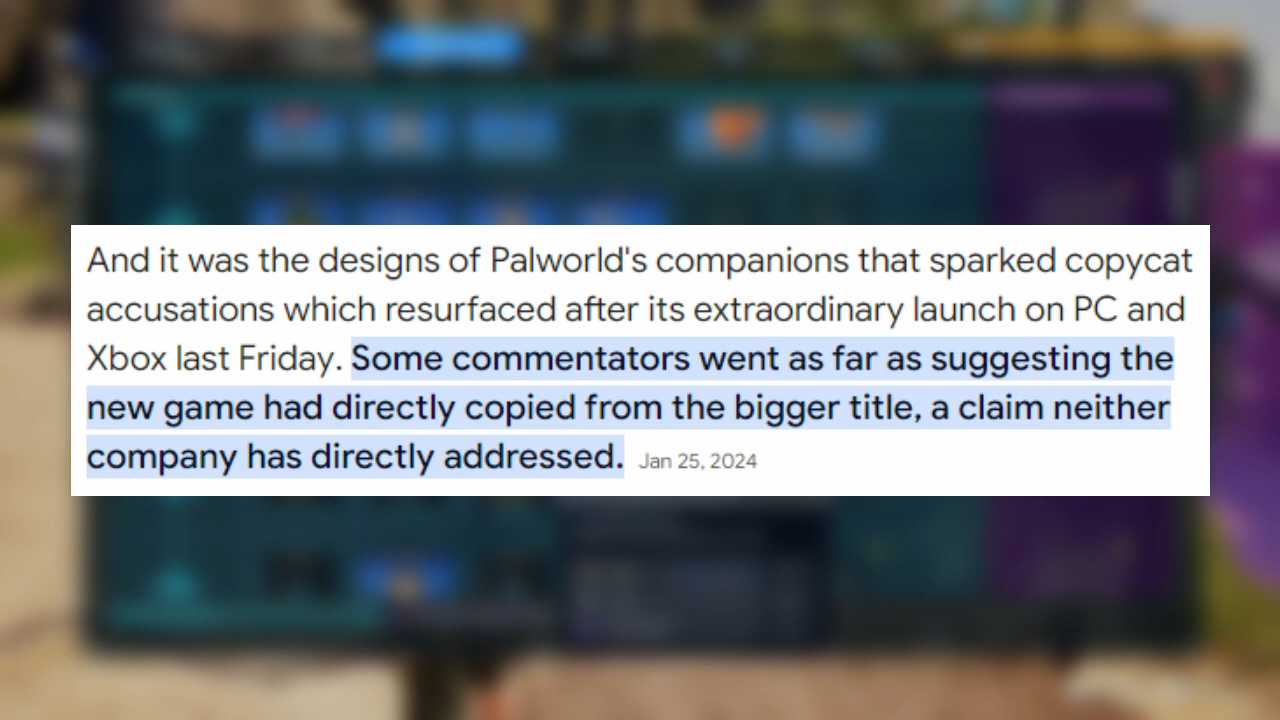 And it was the designs of Palworld's companions that sparked copycat
accusations which resurfaced after its extraordinary launch on PC and
Xbox last Friday. Some commentators went as far as suggesting the
new game had directly copied from the bigger title, a claim neither
company has directly addressed. Jan 25, 2024